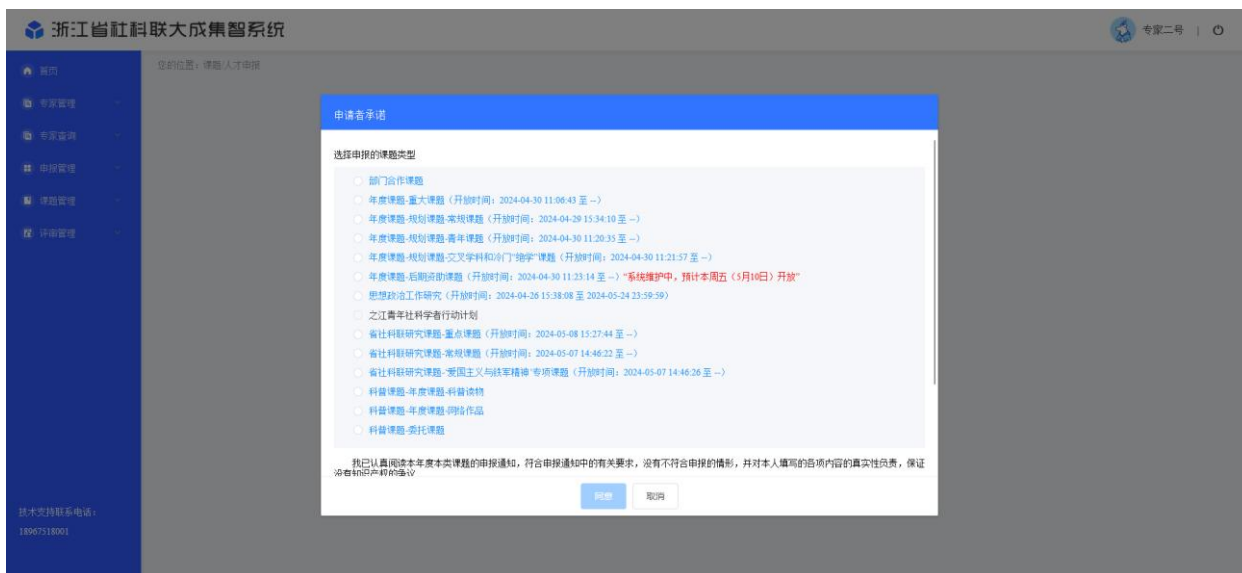 浙江省社科联大成集智系统
专家二号 |
首页
您的位置：课题/人才申报
专家管理
专家查询
申报管理
课题管理
评审管理
技术支持联系电话：
18967518001
申请者承诺
选择申报的课题类型
部门合作课题
年度课题-重大课题（开放时间：2024-04-30 11:06:43 至 --）
年度课题-规划课题-常规课题（开放时间：2024-04-29 15:34:10 至 --）
年度课题-规划课题-青年课题（开放时间：2024-04-30 11:20:35 至 --）
年度课题-规划课题-交叉学科和冷门"绝学"课题（开放时间：2024-04-30 11:21:57 至 --）
年度课题-后期资助课题（开放时间：2024-04-30 11:23:14 至 --）"系统维护中，预计本周五（5月10日）开放"
思想政治工作研究（开放时间：2024-04-26 15:38:08 至 2024-05-24 23:59:59）
之江青年社科学者行动计划
省社科联研究课题-重点课题（开放时间：2024-05-08 15:27:44 至 --）
省社科联研究课题-常规课题（开放时间：2024-05-07 14:46:22 至 --）
省社科联研究课题-"爱国主义与铁军精神"专项课题（开放时间：2024-05-07 14:46:26 至 --）
科普课题-年度课题-科普读物
科普课题-年度课题-网络作品
科普课题-委托课题
我已认真阅读本年度本类课题的申报通知，符合申报通知中的有关要求，没有不符合申报的情形，并对本人填写的各项内容的真实性负责，保证
没有知识产权的争议
同意
取消